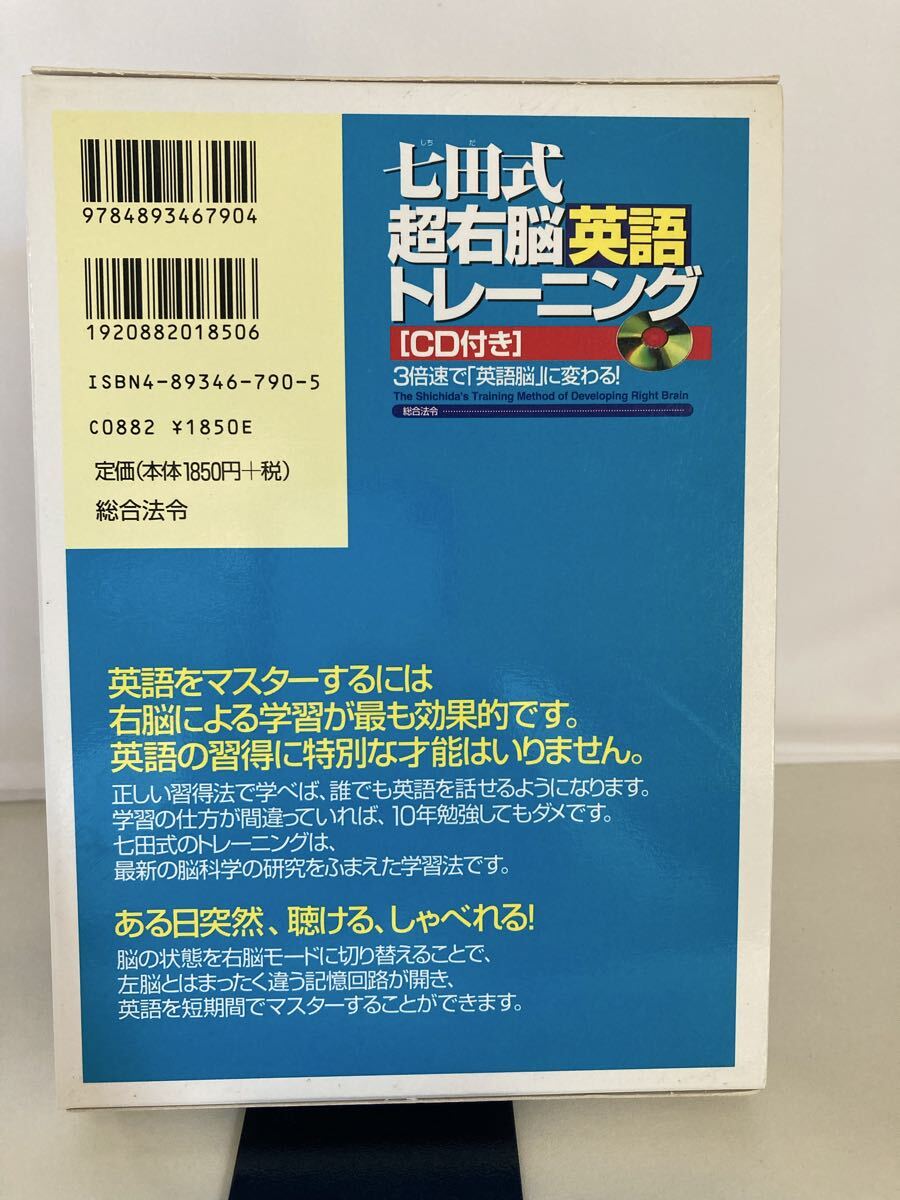 9784893467904
1920882018506
ISBN4-89346-790-5
C0882 ¥1850E
定価(本体1850円+税)
総合法令
しち だ
七田式
超右脳英語
トレーニング
[CD付き]
3倍速で「英語脳」に変わる!
The Shichida's Training Method of Developing Right Brain
総合法令
英語をマスターするには
右脳による学習が最も効果的です。
英語の習得に特別な才能はいりません。
正しい習得法で学べば、誰でも英語を話せるようになります。
学習の仕方が間違っていれば、10年勉強してもダメです。
七田式のトレーニングは、
最新の脳科学の研究をふまえた学習法です。
ある日突然、聴ける、しゃべれる!
脳の状態を右脳モードに切り替えることで、
左脳とはまったく違う記憶回路が開き、
英語を短期間でマスターすることができます。